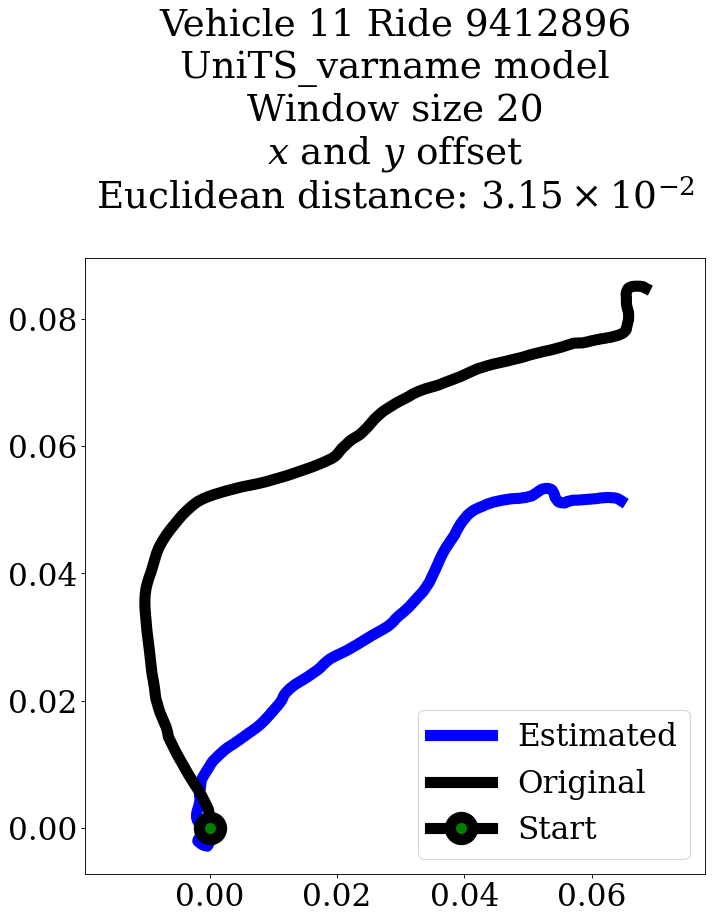 Vehicle 11 Ride 9412896
UniTS_varname model
Window size 20
x and y offset
Euclidean distance: 3.15 × 10⁻²
0.08
0.06
0.04
0.02
0.00
Estimated
Original
Start
0.00 0.02 0.04 0.06